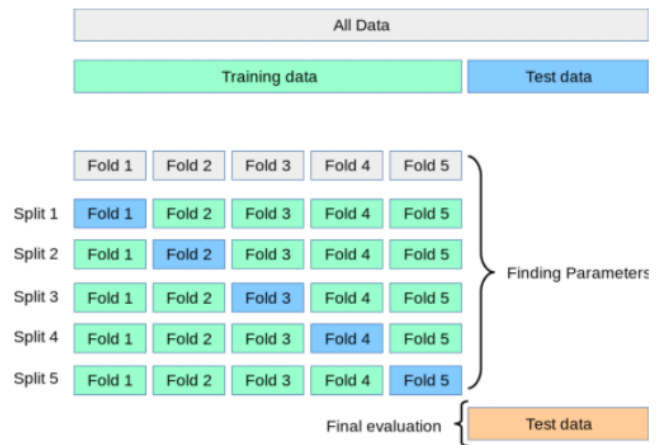 All Data
Training data Test data
Fold 1 Fold 2 Fold 3 Fold 4 Fold 5
Split 1 Fold 1 Fold 2 Fold 3 Fold 4 Fold 5
Split 2 Fold 1 Fold 2 Fold 3 Fold 4 Fold 5
Finding Parameters
Split 3 Fold 1 Fold 2 Fold 3 Fold 4 Fold 5
Split 4 Fold 1 Fold 2 Fold 3 Fold 4 Fold 5
Split 5 Fold 1 Fold 2 Fold 3 Fold 4 Fold 5
Final evaluation Test data